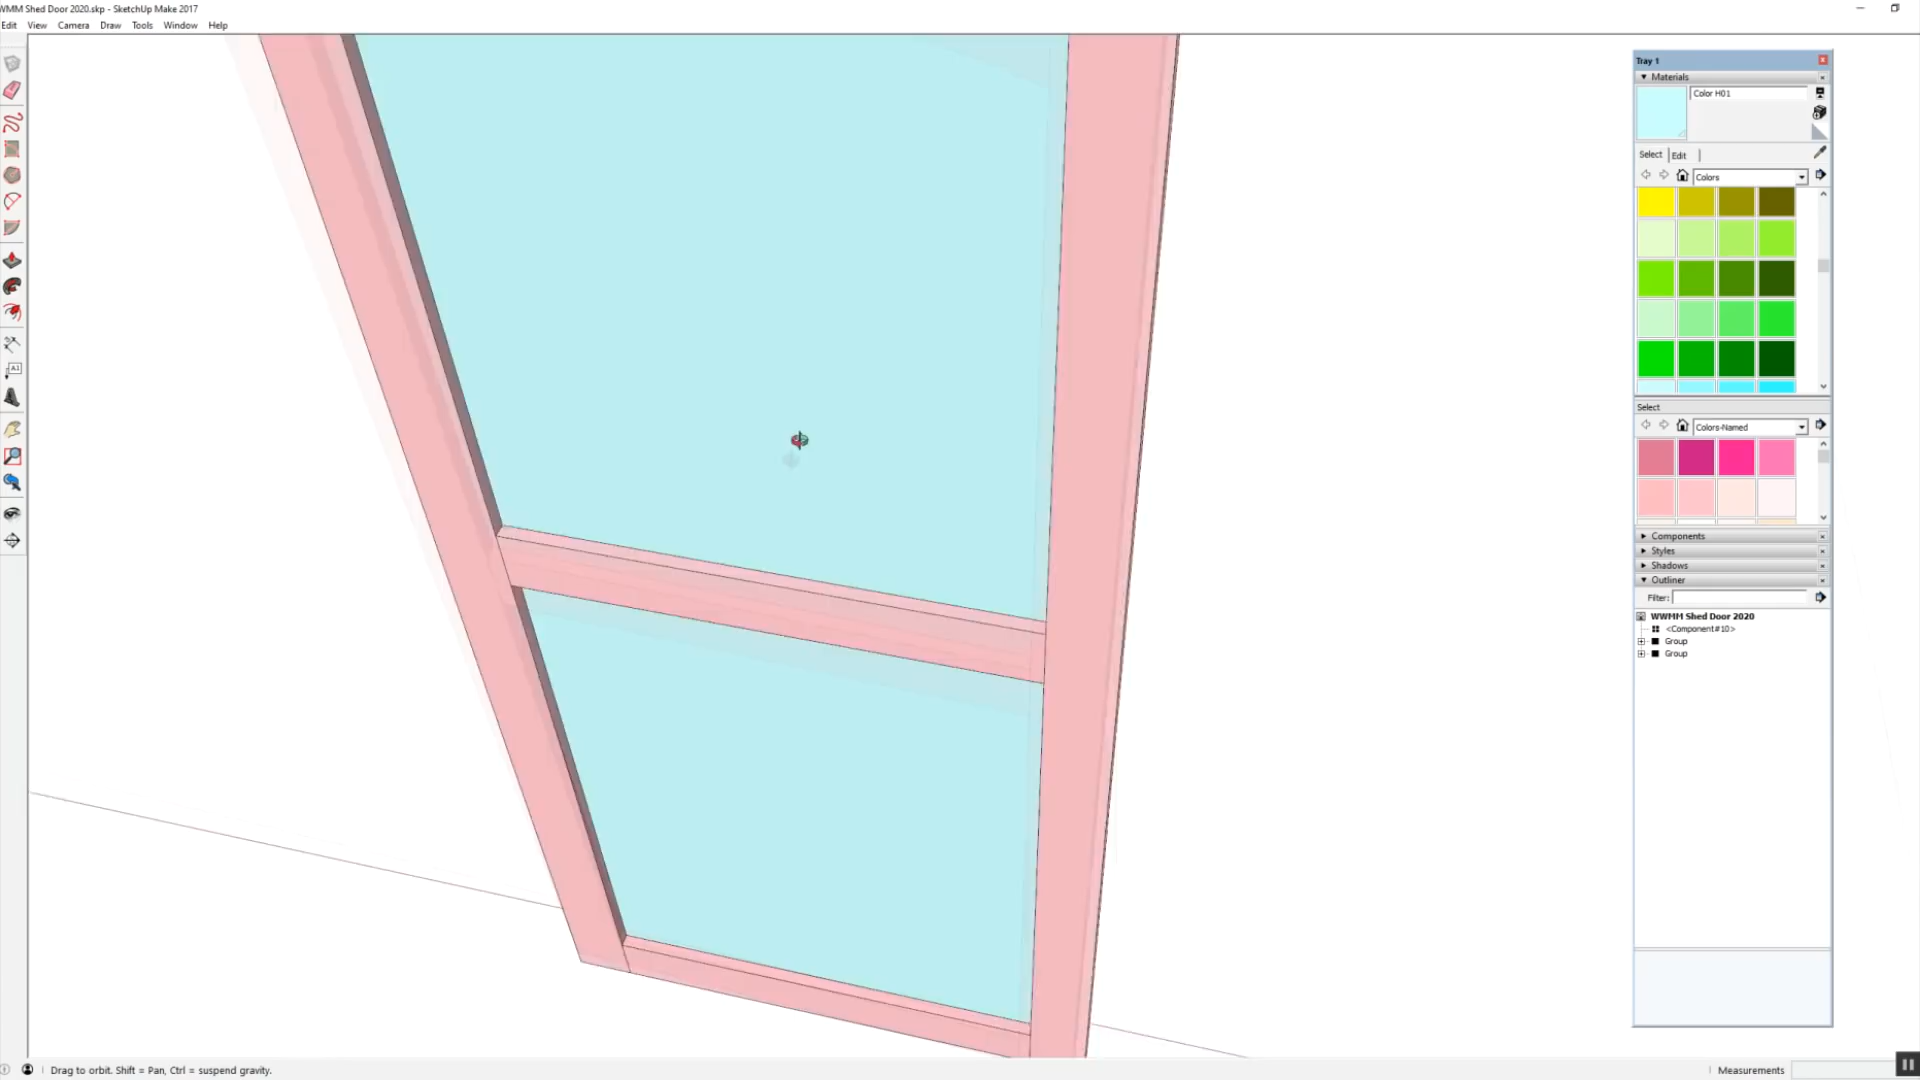 WMM Shed Door 2020.skp - SketchUp Make 2017
Edit View Camera Draw Tools Window Help
Tray 1
Materials
Color H01
Select Edit
Colors
Select
Colors-Named
Components
Styles
Shadows
Outliner
Filter:
WWMM Shed Door 2020
<Component#10>
Group
Group
A1
Drag to orbit. Shift = Pan, Ctrl = suspend gravity.
Measurements